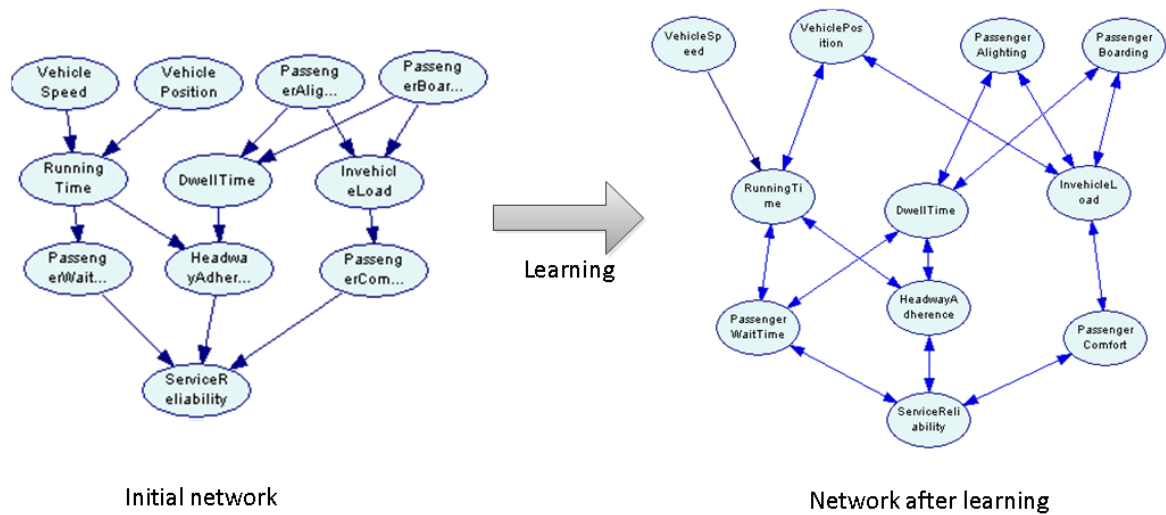 Vehicle
Speed
Vehicle
Position
Passeng
erAlig...
Passeng
erBoar...
Running
Time
DwellTime
Invehicl
eLoad
Passeng
erWait...
Headwa
yAdher...
Passeng
erCom...
ServiceR
eliability
Initial network
Learning
VehicleSp
eed
VehiclePos
ition
Passenger
Alighting
Passenger
Boarding
RunningTi
me
DwellTime
InvehicleL
oad
Passenger
WaitTime
HeadwayA
dherence
Passenger
Comfort
ServiceReli
ability
Network after learning